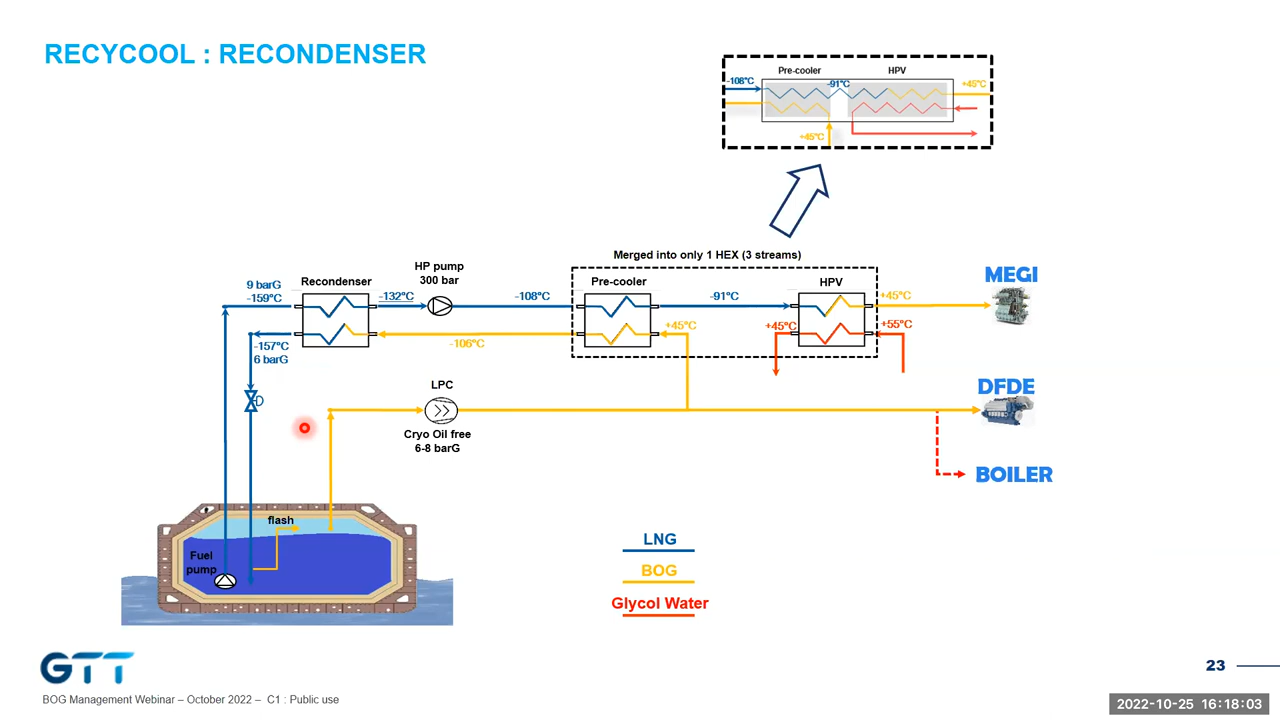 RECYCOOL : RECONDENSER
Pre-cooler
HPV
-108°C
-91°C
+45°C
+45°C
Merged into only 1 HEX (3 streams)
HP pump
300 bar
9 barG
-159°C
Recondenser
-132°C
-108°C
Pre-cooler
-91°C
HPV
+45°C
MEGI
-157°C
6 barG
-106°C
+45°C
+45°C
+55°C
D
LPC
Cryo Oil free
6-8 barG
DFDE
BOILER
flash
Fuel
pump
LNG
BOG
Glycol Water
GTT
BOG Management Webinar – October 2022 – C1 : Public use
23
2022-10-25 16:18:03